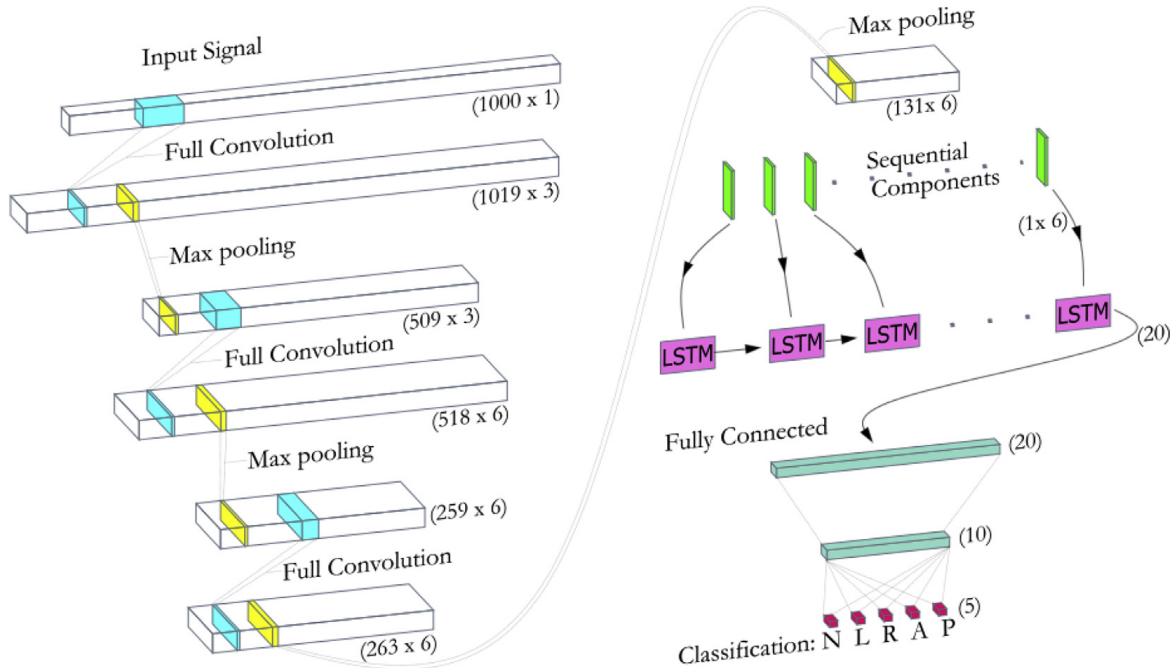 Input Signal
(1000 x 1)
Full Convolution
(1019 x 3)
Max pooling
(509 x 3)
Full Convolution
(518 x 6)
Max pooling
(259 x 6)
Full Convolution
(263 x 6)
Max pooling
(131x 6)
Sequential
Components
(1x 6)
LSTM
LSTM
LSTM
LSTM
(20)
Fully Connected
(20)
(10)
(5)
Classification: N L R A P